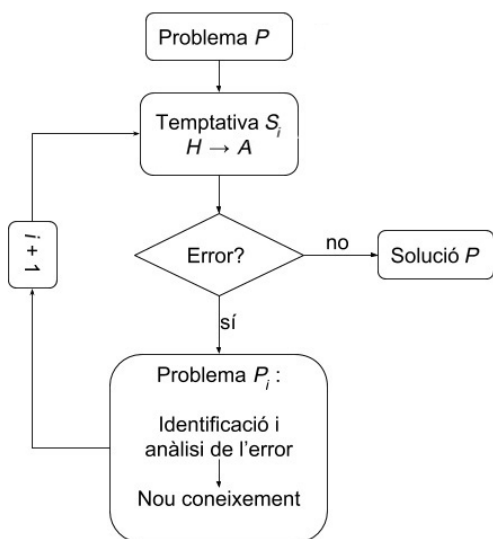 Problema P
Temptativa Si
H → A
i + 1
Error?
no
Solució P
sí
Problema Pi :
Identificació i
anàlisi de l'error
Nou coneixement